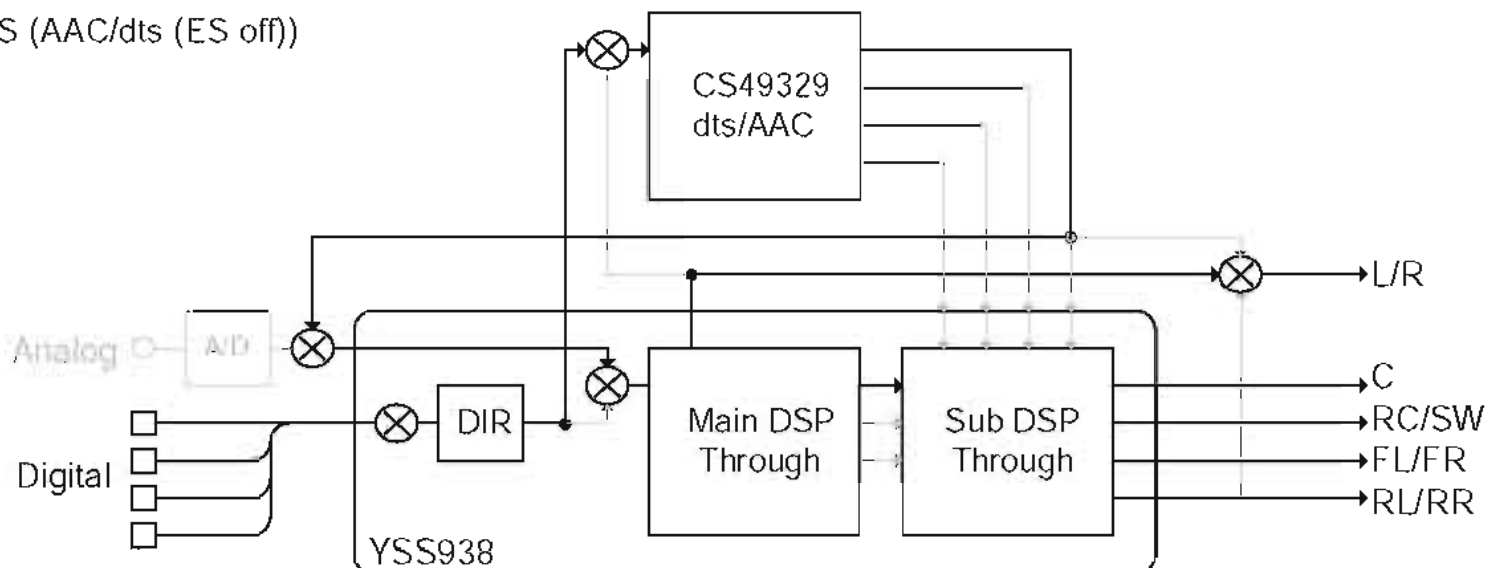 S (AAC/dts (ES off))
CS49329
dts/AAC
L/R
Analog
A/D
C
DIR
Main DSP
Through
Sub DSP
Through
RC/SW
FL/FR
Digital
RL/RR
YSS938